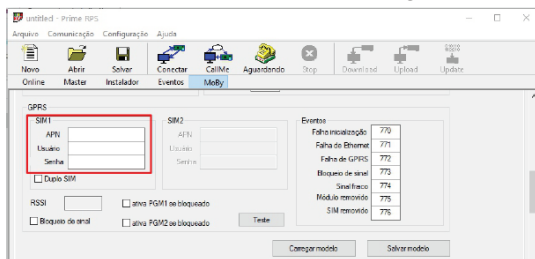 untitled - Prime RPS
Arquivo Comunicação Configuração Ajuda
Novo Abrir Salvar Conectar CallMe Aguardando Stop Download Upload Update
Online Master Instalador Eventos MoBy
GPRS
SIM1 SIM2 Eventos
APN APN Falha inicialização 770
Usuário Usuário Falha de Ethernet 771
Senha Senha Falha de GPRS 772
Bloqueio de sinal 773
Duplo SIM Sinal fraco 774
RSSI ativa PGM1 se bloqueado Módulo removido 775
SIM removido 776
Bloqueio de sinal ativa PGM2 se bloqueado Teste
Carregar modelo Salvar modelo